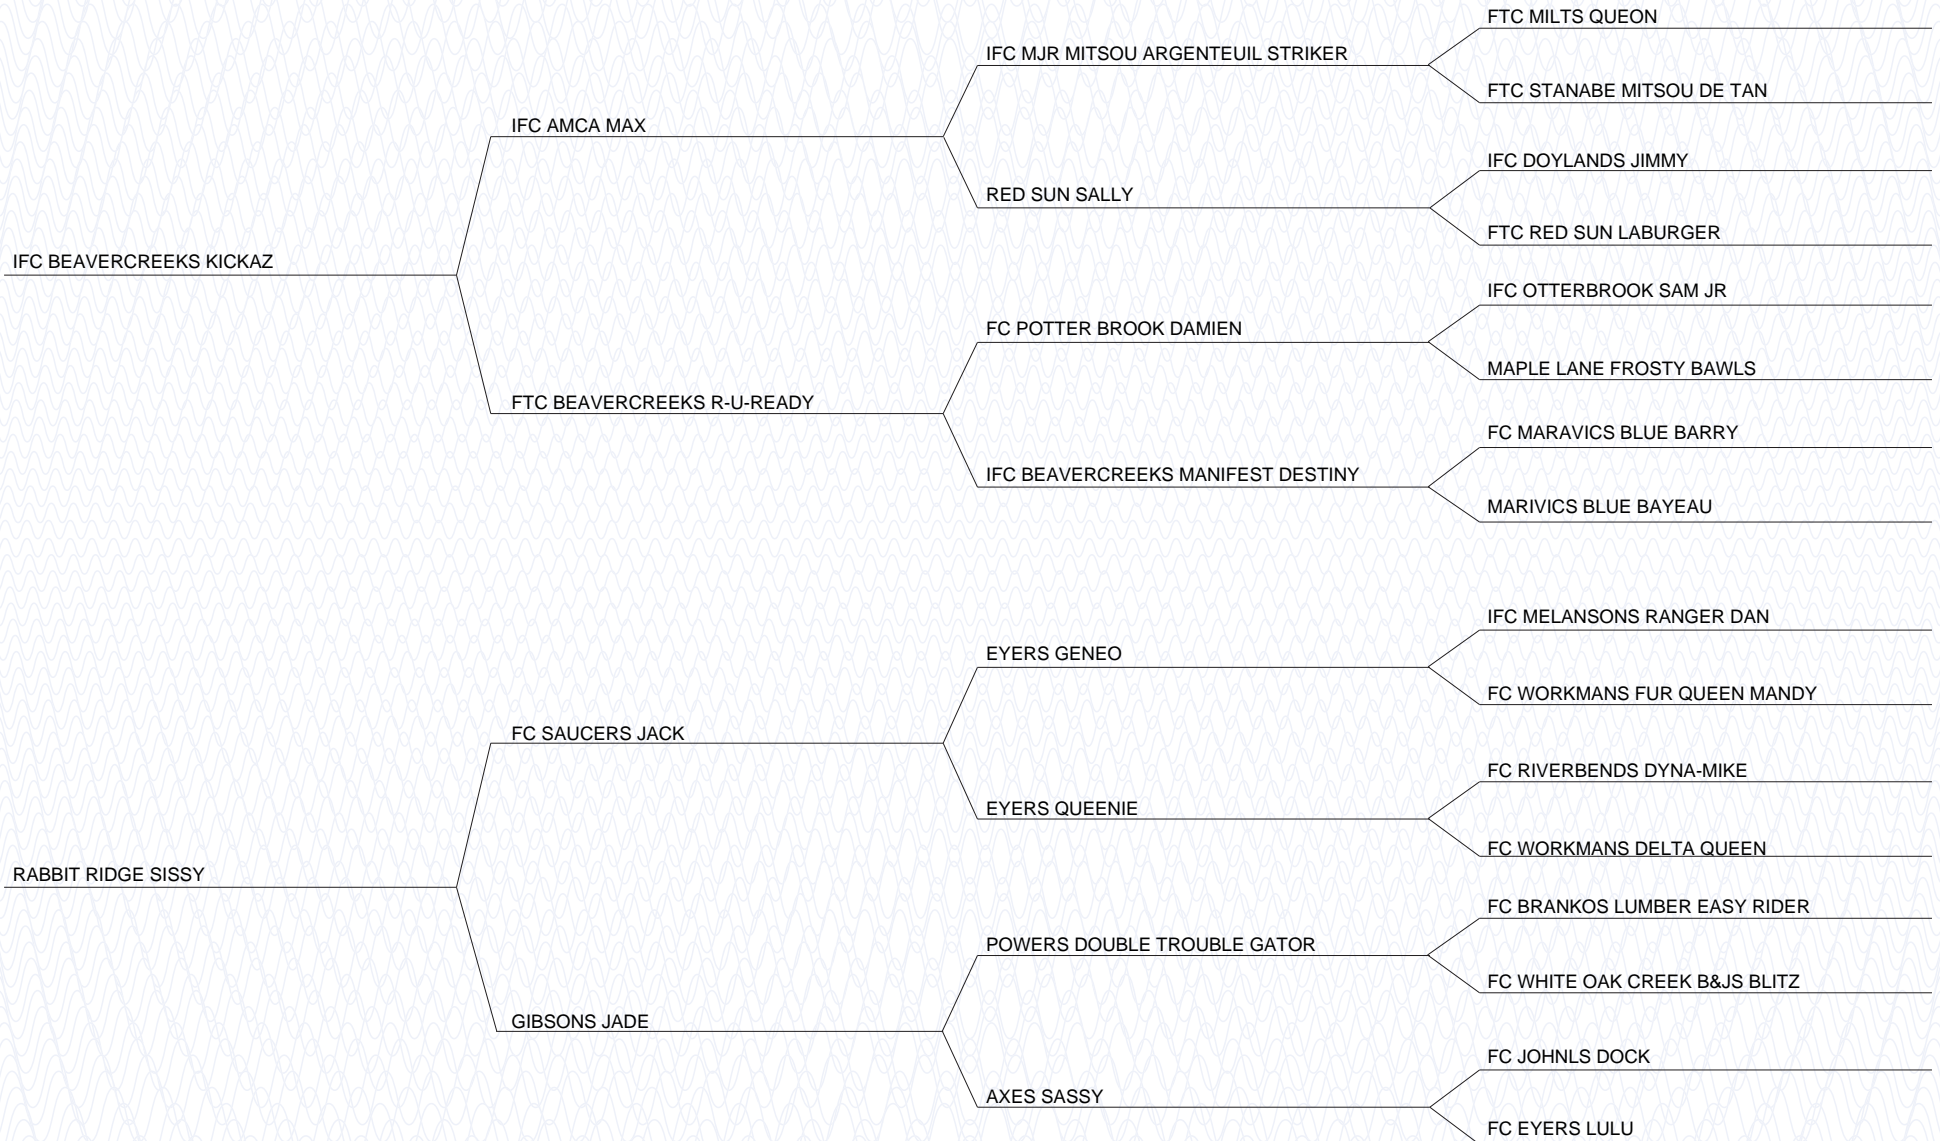 FTC MILTS QUEON
IFC MJR MITSOU ARGENTEUIL STRIKER
FTC STANABE MITSOU DE TAN
IFC AMCA MAX
IFC DOYLANDS JIMMY
RED SUN SALLY
FTC RED SUN LABURGER
IFC BEAVERCREEKS KICKAZ
IFC OTTERBROOK SAM JR
FC POTTER BROOK DAMIEN
MAPLE LANE FROSTY BAWLS
FTC BEAVERCREEKS R-U-READY
FC MARAVICS BLUE BARRY
IFC BEAVERCREEKS MANIFEST DESTINY
MARIVICS BLUE BAYEAU
IFC MELANSONS RANGER DAN
EYERS GENEO
FC WORKMANS FUR QUEEN MANDY
FC SAUCERS JACK
FC RIVERBENDS DYNA-MIKE
EYERS QUEENIE
FC WORKMANS DELTA QUEEN
RABBIT RIDGE SISSY
FC BRANKOS LUMBER EASY RIDER
POWERS DOUBLE TROUBLE GATOR
FC WHITE OAK CREEK B&JS BLITZ
GIBSONS JADE
FC JOHNLS DOCK
AXES SASSY
FC EYERS LULU